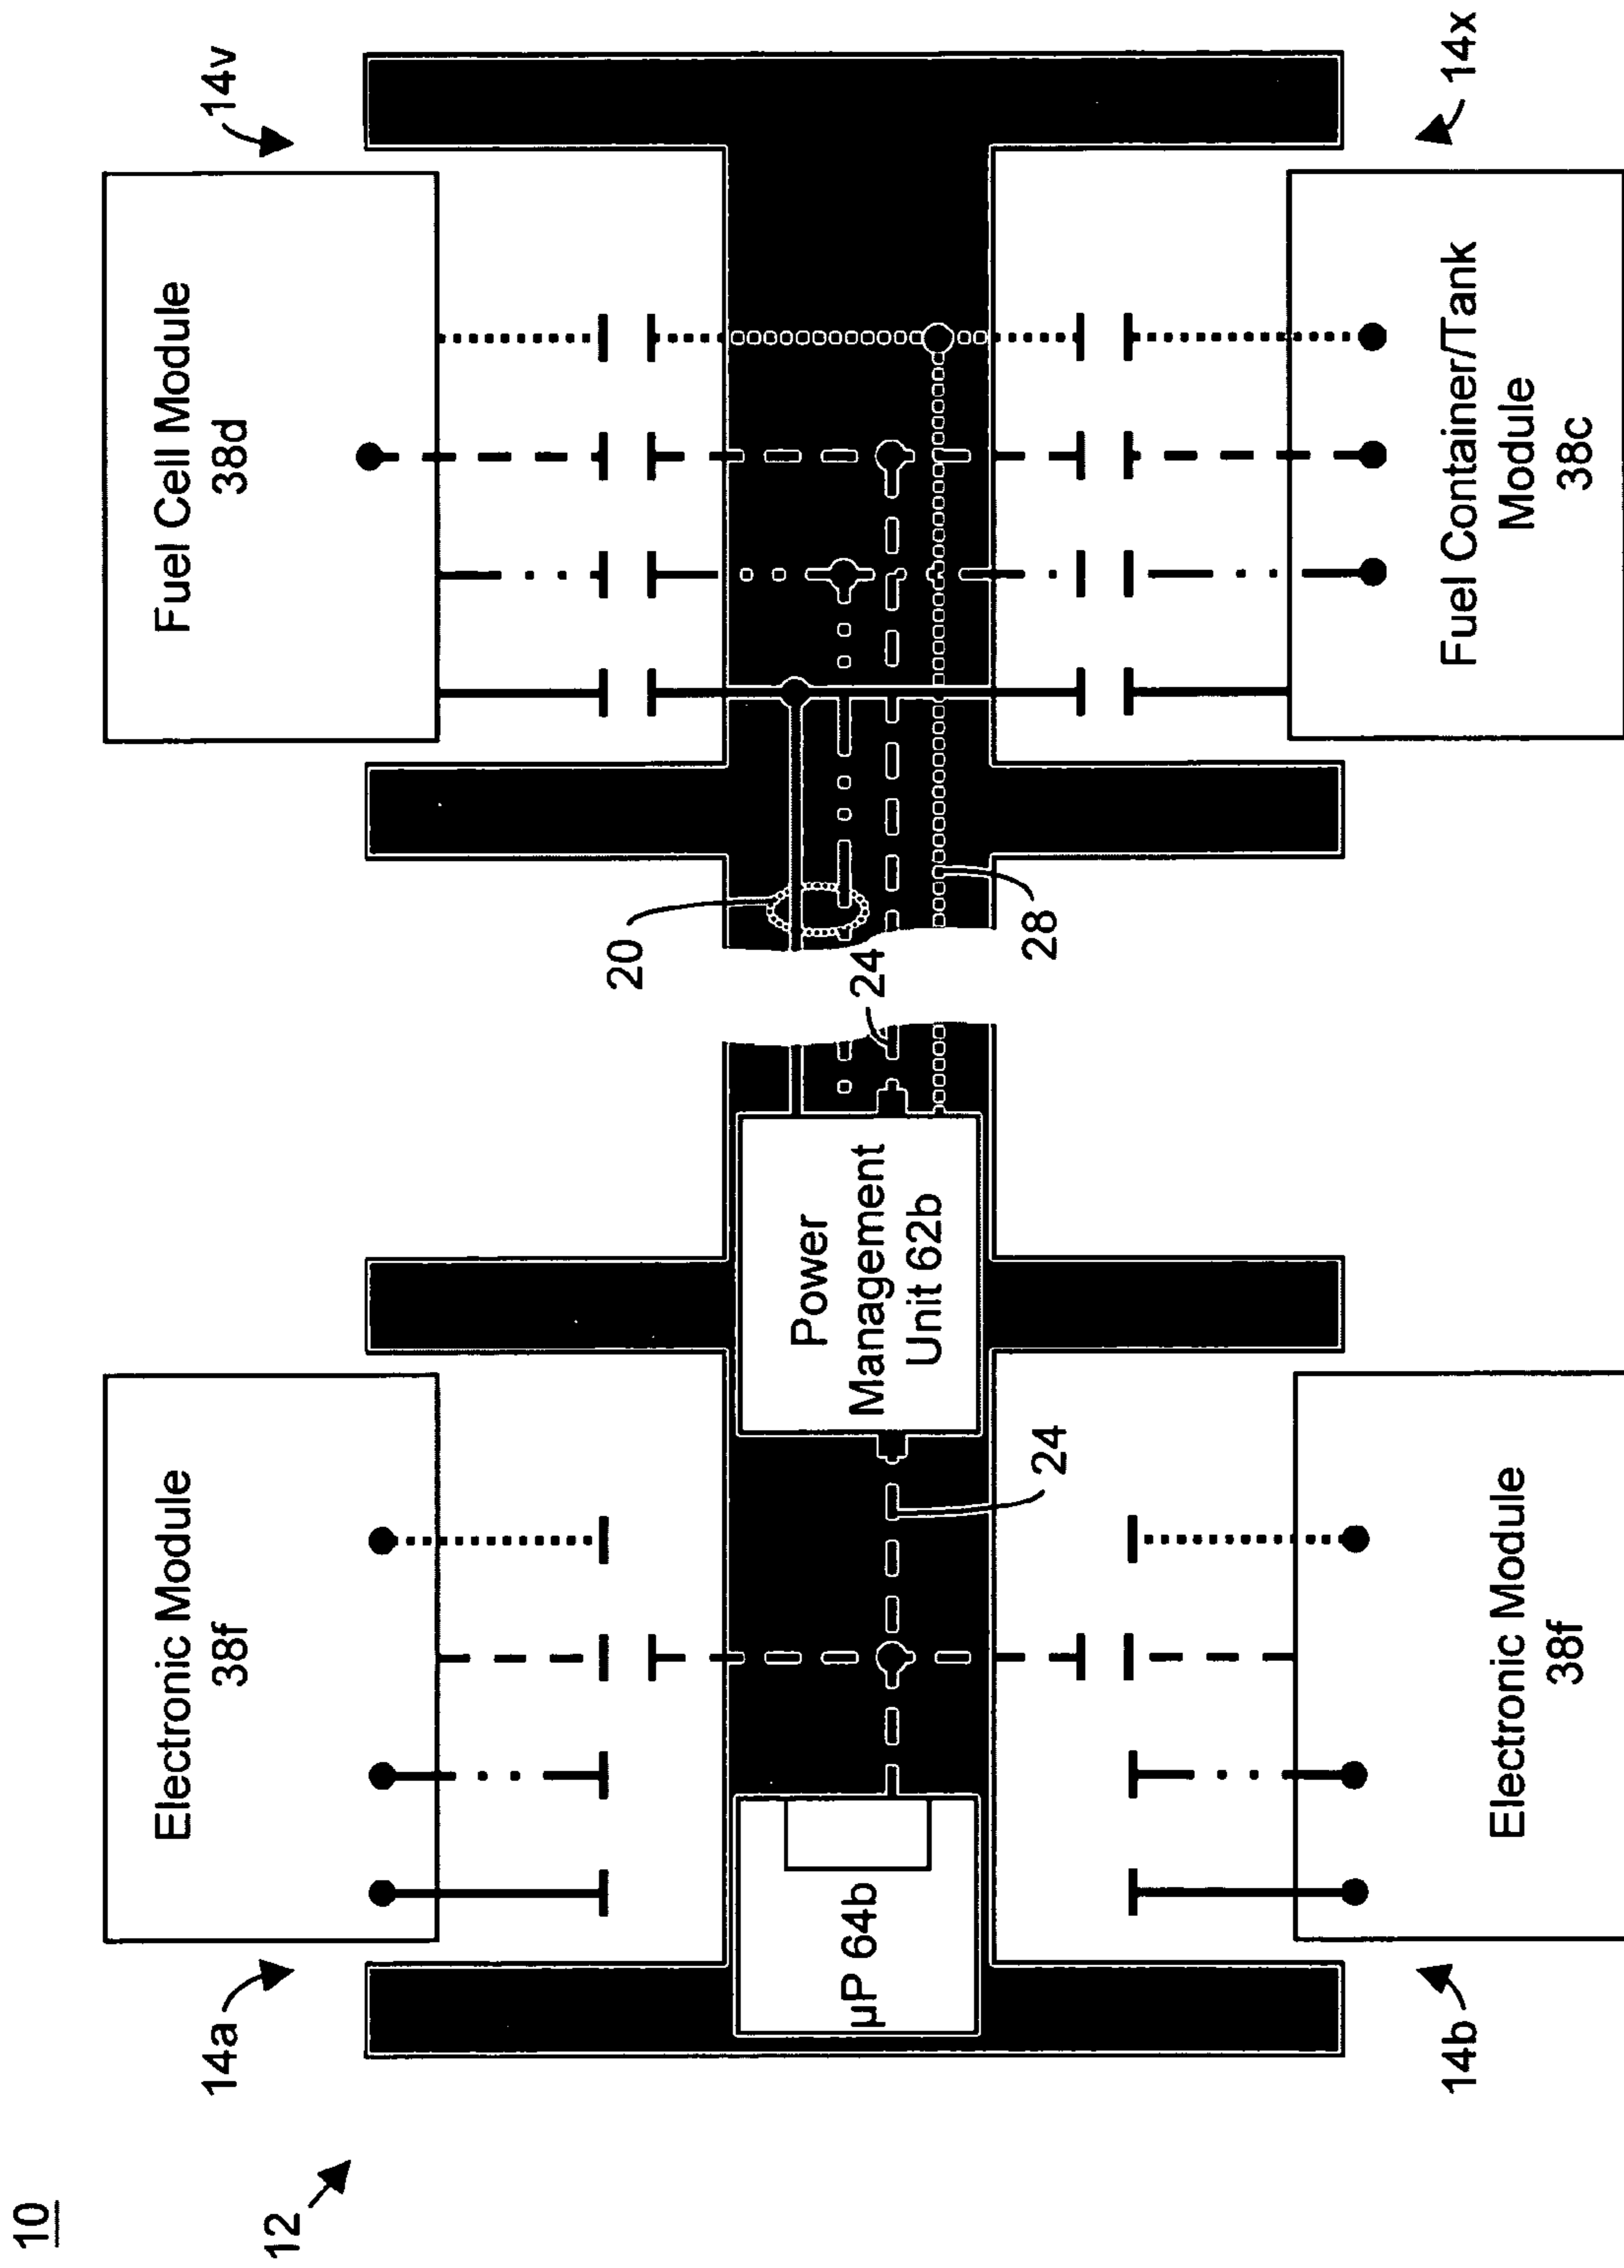 10
12
14a
Electronic Module
38f
Fuel Cell Module
38d
14v
20
µP 64b
Power
Management
Unit 62b
24
24
28
14b
Electronic Module
38f
Fuel Container/Tank
Module
38c
14x